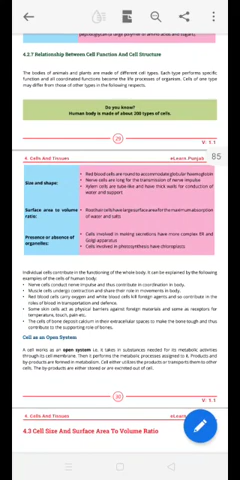 peptidoglycan (large polymer of amino acids and sugars).
4.2.7 Relationship Between Cell Function And Cell Structure
The bodies of animals and plants are made of different cell types. Each type performs specific
function and all coordinated functions become the life processes of organism. Cells of one type
may differ from those of other types in the following respects.
Do you know?
Human body is made of about 200 types of cells.
29
V: 1.1
4. Cells And Tissues
eLearn.Punjab
85
Size and shape:
• Red blood cells are round to accommodate globular haemoglobin
• Nerve cells are long for the transmission of nerve impulse
• Xylem cells are tube like and have thick walls for conduction of
water and support
Surface area to volume
ratio:
• Root hair cells have large surface area for the maximum absorption
of water and salts
Presence or absence of
organelles:
• Cells involved in making secretions have more complex ER and
Golgi apparatus
• Cells involved in photosynthesis have chloroplasts
Individual cells contribute in the functioning of the whole body. It can be explained by the following
examples of the cells of human body.
• Nerve cells conduct nerve impulse and thus contribute in coordination in body.
• Muscle cells undergo contraction and share their role in movements in body.
• Red blood cells carry oxygen and white blood cells kill foreign agents and so contribute in the
roles of blood in transportation and defence.
• Some skin cells act as physical barriers against foreign materials and some as receptors for
temperature, touch, pain etc.
• The cells of bone deposit calcium in their extracellular spaces to make the bone tough and thus
contribute to the supporting role of bones.
Cell as an Open System
A cell works as an open system i.e. it takes in substances needed for its metabolic activities
through its cell membrane. Then it performs the metabolic processes assigned to it. Products and
by-products are formed in metabolism. Cell either utilizes the products or transports them to other
cells. The by-products are either stored or are excreted out of cell.
30
V: 1.1
4. Cells And Tissues
eLearn.Punjab
4.3 Cell Size And Surface Area To Volume Ratio